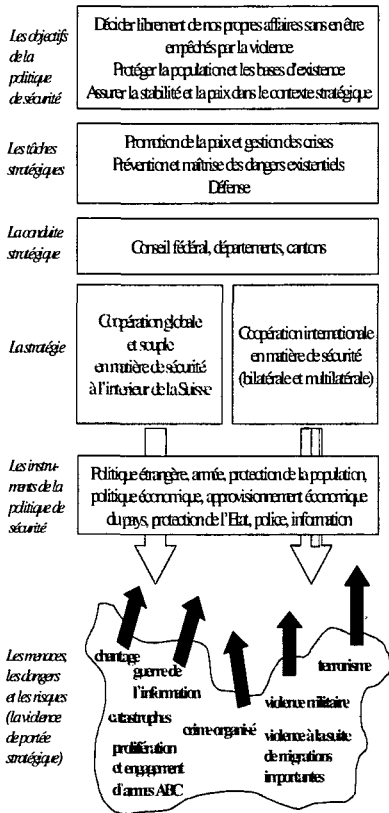 Les objectifs
de la
politique
de sécurité
Décider librement de nos propres affaires sans en être
empêchés par la violence
Protéger la population et les bases d'existence
Assurer la stabilité et la paix dans le contexte stratégique
Les tâches
stratégiques
Promotion de la paix et gestion des crises
Prévention et maîtrise des dangers existentiels
Défense
La conduite
stratégique
Conseil fédéral, départements, cantons
La stratégie
Coopération globale
et souple
en matière de sécurité
à l'interieur de la Suisse
Coopération internationale
en matière de sécurité
(bilatérale et multilatérale)
Les instru-
ments de la
politique de
sécurité
Politique étrangère, armée, protection de la population,
politique économique, approvisionnement économique
du pays, protection de l'Etat, police, information
Les menaces,
les dangers
et les risques
(la violence
de portée
stratégique)
chantage
guerre de
l'information
catastrophes
crime organisé
prolifération
et engagement
d'armes ABC
terrorisme
violence militaire
violence à la suite
de migrations
importantes